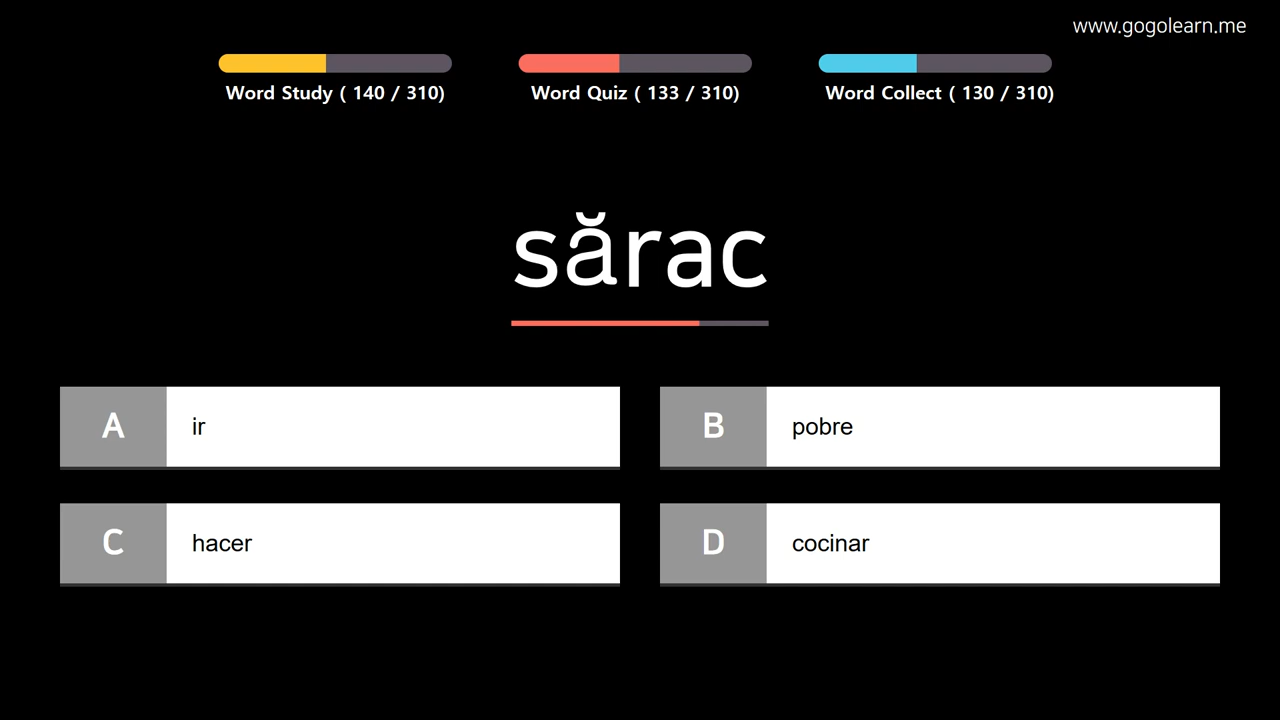 www.gogolearn.me
Word Study ( 140 / 310)
Word Quiz ( 133 / 310)
Word Collect ( 130 / 310)
sărac
A ir
B pobre
C hacer
D cocinar